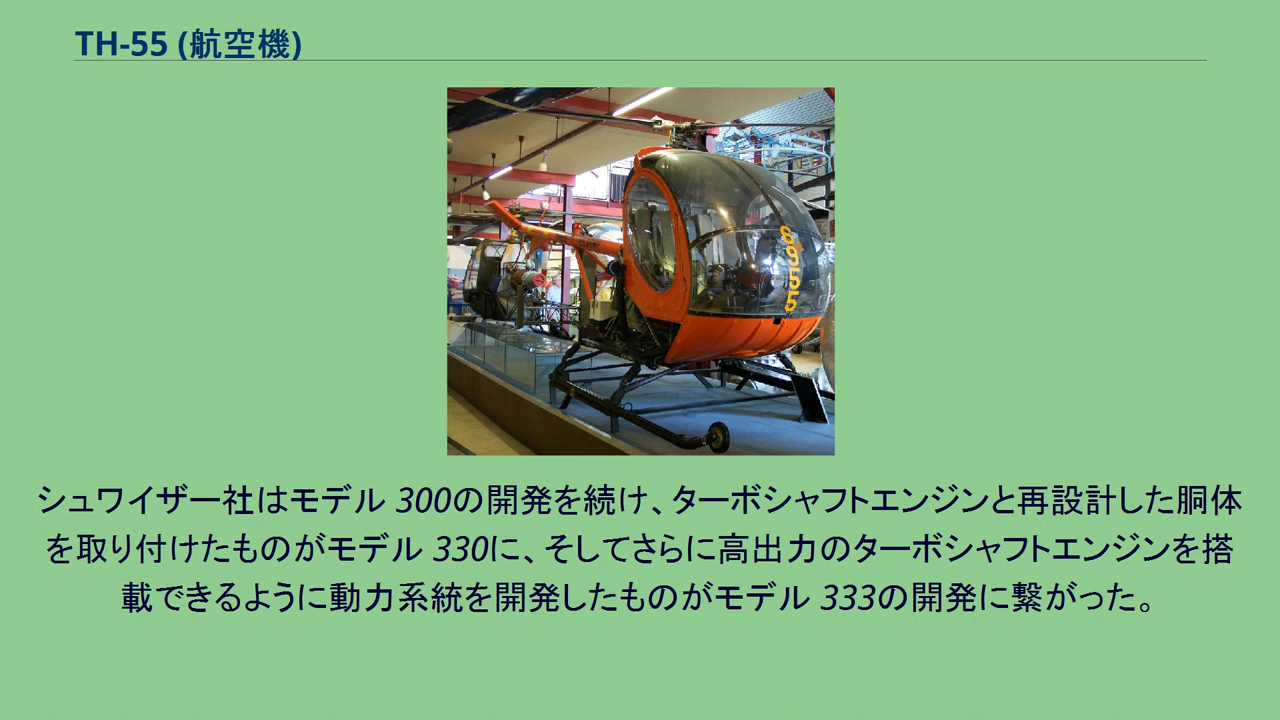 TH-55 (航空機)
88555
シュワイザー社はモデル 300の開発を続け、ターボシャフトエンジンと再設計した胴体
を取り付けたものがモデル 330に、そしてさらに高出力のターボシャフトエンジンを搭
載できるように動力系統を開発したものがモデル 333の開発に繋がった。